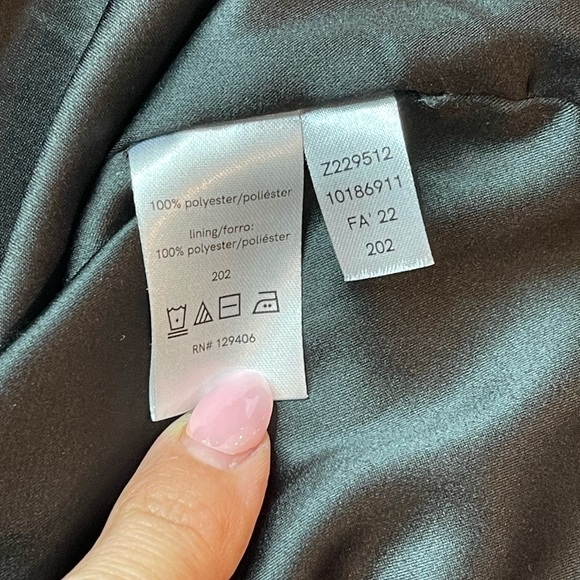 100% polyester/poliéster
lining/forro:
100% polyester/poliéster
202
RN# 129406
Z229512
10186911
FA' 22
202